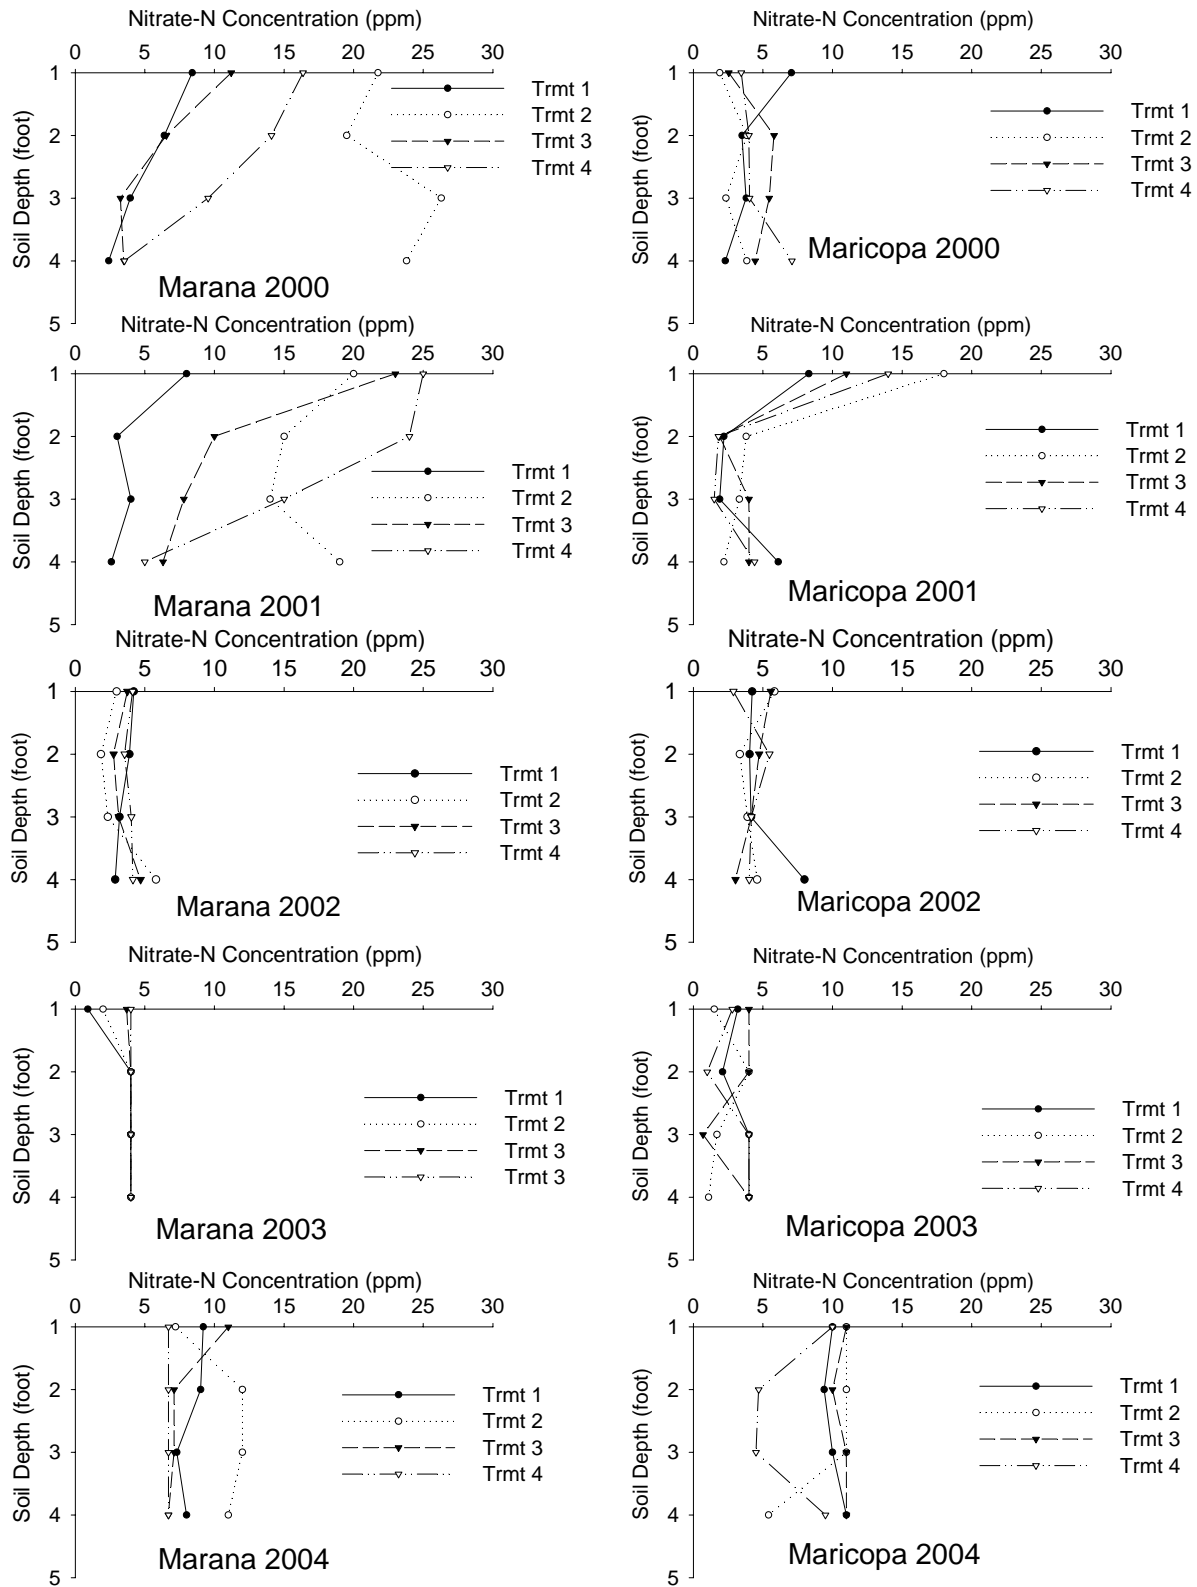 Nitrate-N Concentration (ppm)
0 5 10 15 20 25 30
Soil Depth (foot)
1
2
3
4
5
Trmt 1
Trmt 2
Trmt 3
Trmt 4
Marana 2000
Nitrate-N Concentration (ppm)
0 5 10 15 20 25 30
Soil Depth (foot)
1
2
3
4
5
Trmt 1
Trmt 2
Trmt 3
Trmt 4
Maricopa 2000
Nitrate-N Concentration (ppm)
0 5 10 15 20 25 30
Soil Depth (foot)
1
2
3
4
5
Trmt 1
Trmt 2
Trmt 3
Trmt 4
Marana 2001
Nitrate-N Concentration (ppm)
0 5 10 15 20 25 30
Soil Depth (foot)
1
2
3
4
5
Trmt 1
Trmt 2
Trmt 3
Trmt 4
Maricopa 2001
Nitrate-N Concentration (ppm)
0 5 10 15 20 25 30
Soil Depth (foot)
1
2
3
4
5
Trmt 1
Trmt 2
Trmt 3
Trmt 4
Marana 2002
Nitrate-N Concentration (ppm)
0 5 10 15 20 25 30
Soil Depth (foot)
1
2
3
4
5
Trmt 1
Trmt 2
Trmt 3
Trmt 4
Maricopa 2002
Nitrate-N Concentration (ppm)
0 5 10 15 20 25 30
Soil Depth (foot)
1
2
3
4
5
Trmt 1
Trmt 2
Trmt 3
Trmt 3
Marana 2003
Nitrate-N Concentration (ppm)
0 5 10 15 20 25 30
Soil Depth (foot)
1
2
3
4
5
Trmt 1
Trmt 2
Trmt 3
Trmt 4
Maricopa 2003
Nitrate-N Concentration (ppm)
0 5 10 15 20 25 30
Soil Depth (foot)
1
2
3
4
5
Trmt 1
Trmt 2
Trmt 3
Trmt 4
Marana 2004
Nitrate-N Concentration (ppm)
0 5 10 15 20 25 30
Soil Depth (foot)
1
2
3
4
5
Trmt 1
Trmt 2
Trmt 3
Trmt 4
Maricopa 2004